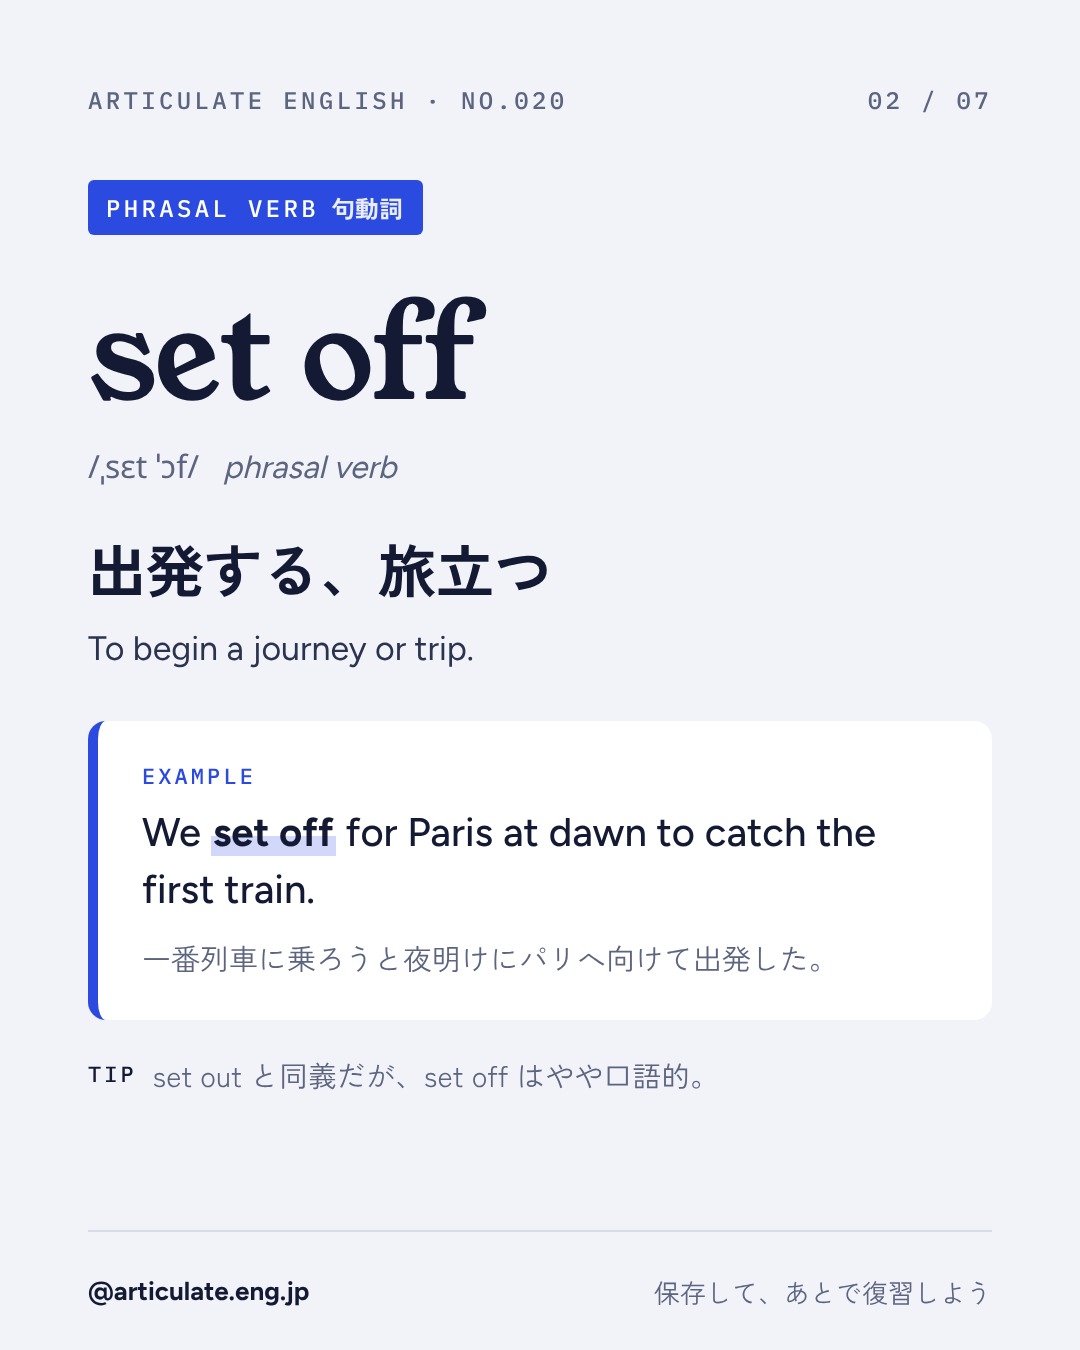 ARTICULATE ENGLISH · NO.020
02 / 07
PHRASAL VERB 句動詞
set off
/ˌsɛt ˈɔf/ phrasal verb
出発する、旅立つ
To begin a journey or trip.
EXAMPLE
We set off for Paris at dawn to catch the
first train.
一番列車に乗ろうと夜明けにパリへ向けて出発した。
TIP set out と同義だが、set off はやや口語的。
@articulate.eng.jp
保存して、あとで復習しよう